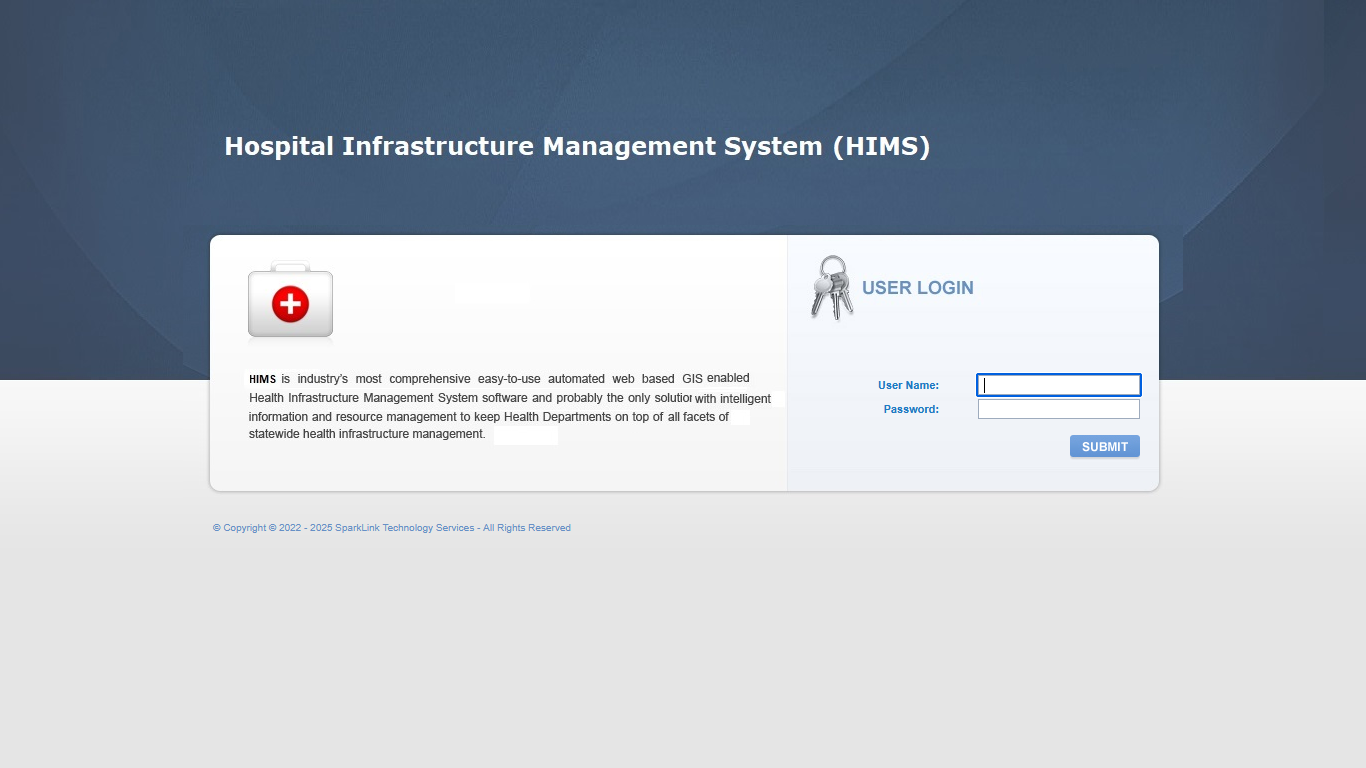 Hospital Infrastructure Management System (HIMS)
USER LOGIN
HIMS is industry's most comprehensive easy-to-use automated web based GIS enabled
Health Infrastructure Management System software and probably the only solution with intelligent
information and resource management to keep Health Departments on top of all facets of
statewide health infrastructure management.
User Name:
Password:
SUBMIT
© Copyright © 2022 - 2025 SparkLink Technology Services - All Rights Reserved